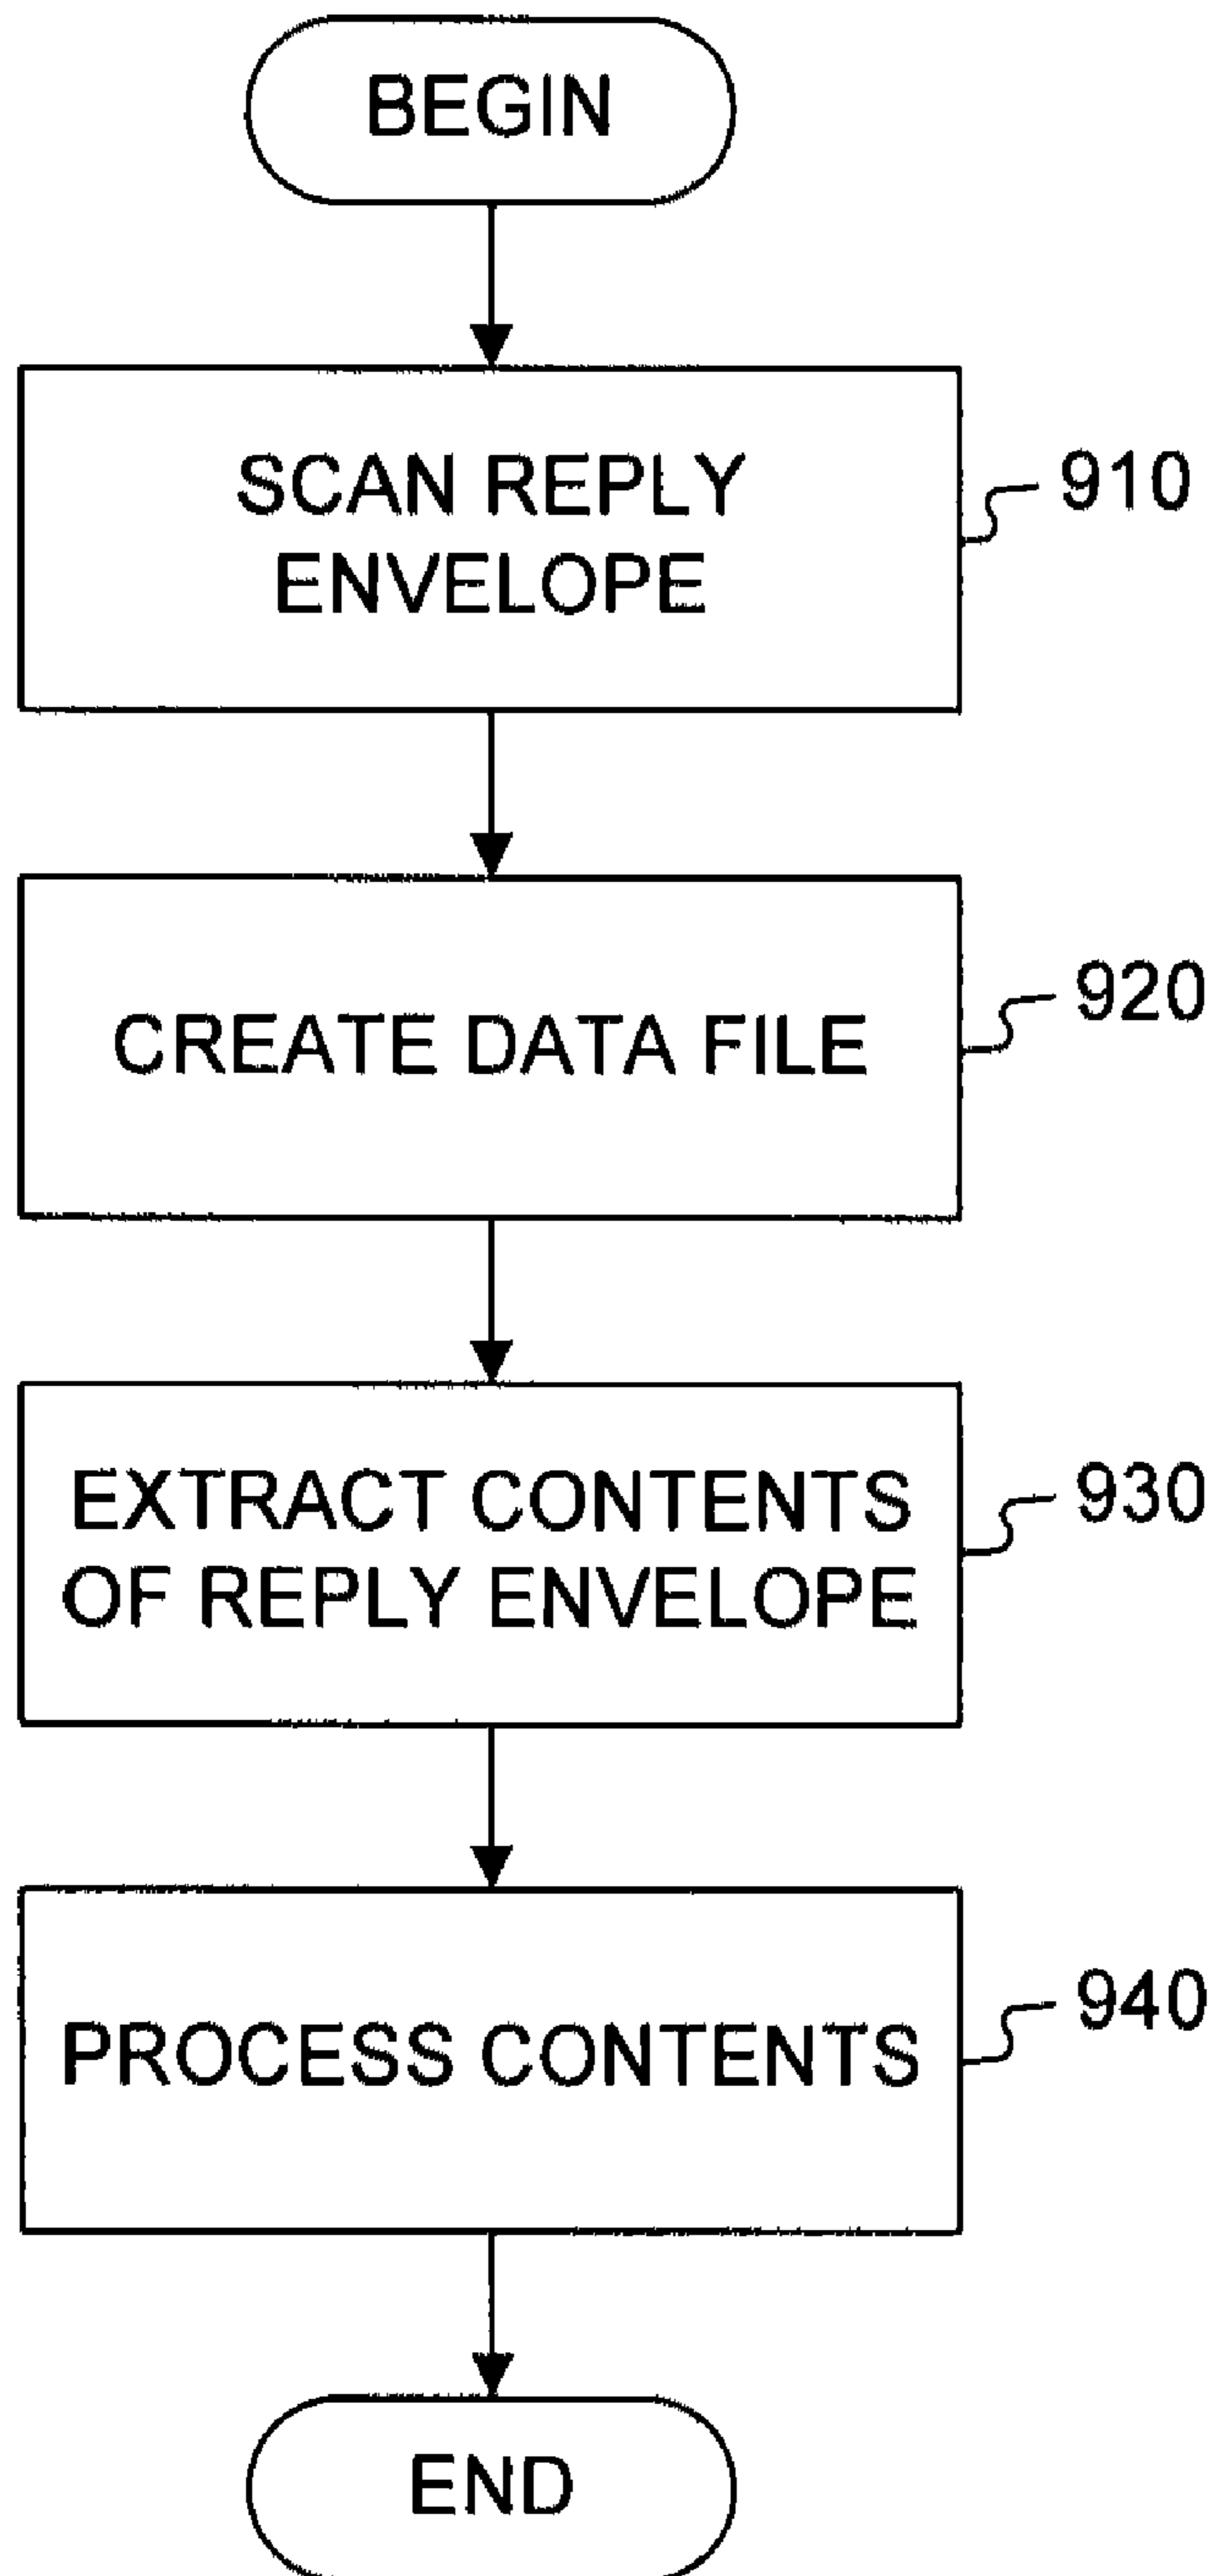 BEGIN
SCAN REPLY
ENVELOPE
910
CREATE DATA FILE
920
EXTRACT CONTENTS
OF REPLY ENVELOPE
930
PROCESS CONTENTS
940
END